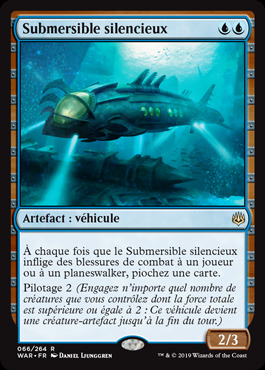 Submersible silencieux
Artefact : véhicule
À chaque fois que le Submersible silencieux
inflige des blessures de combat à un joueur
ou à un planeswalker, piochez une carte.
Pilotage 2 (Engagez n'importe quel nombre de
créatures que vous contrôlez dont la force totale
est supérieure ou égale à 2 : Ce véhicule devient
une créature-artefact jusqu'à la fin du tour.)
2/3
066/264 R
WAR • FR Daniel Ljunggren
™ & © 2019 Wizards of the Coast